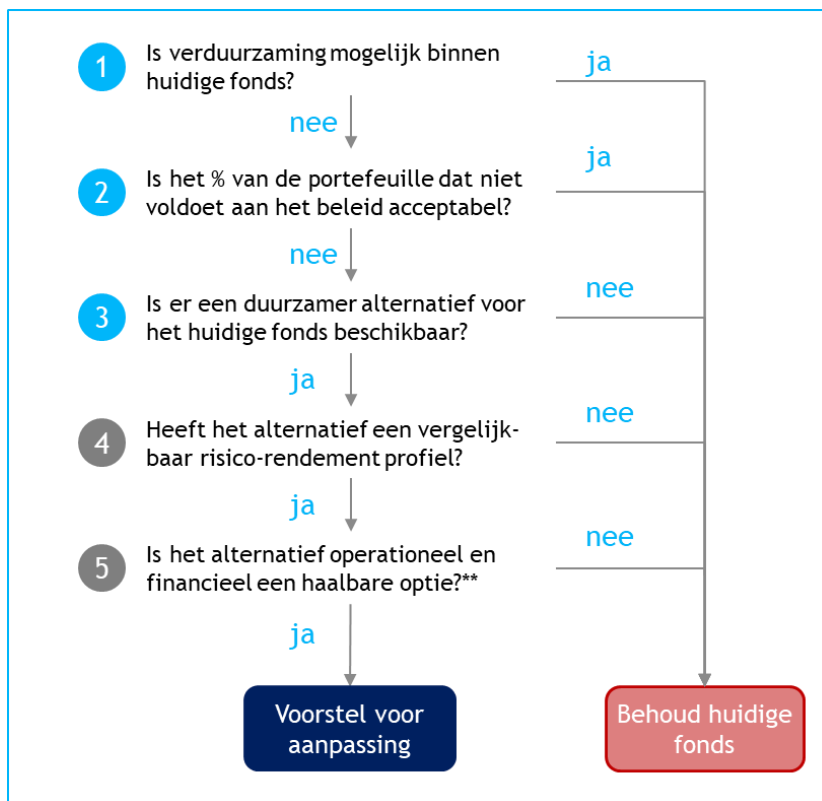 1
Is verduurzaming mogelijk binnen
huidige fonds?
ja
nee
2
Is het % van de portefeuille dat niet
voldoet aan het beleid acceptabel?
ja
nee
3
Is er een duurzamer alternatief voor
het huidige fonds beschikbaar?
nee
ja
4
Heeft het alternatief een vergelijk-
baar risico-rendement profiel?
nee
ja
5
Is het alternatief operationeel en
financieel een haalbare optie?**
nee
ja
Voorstel voor
aanpassing
Behoud huidige
fonds